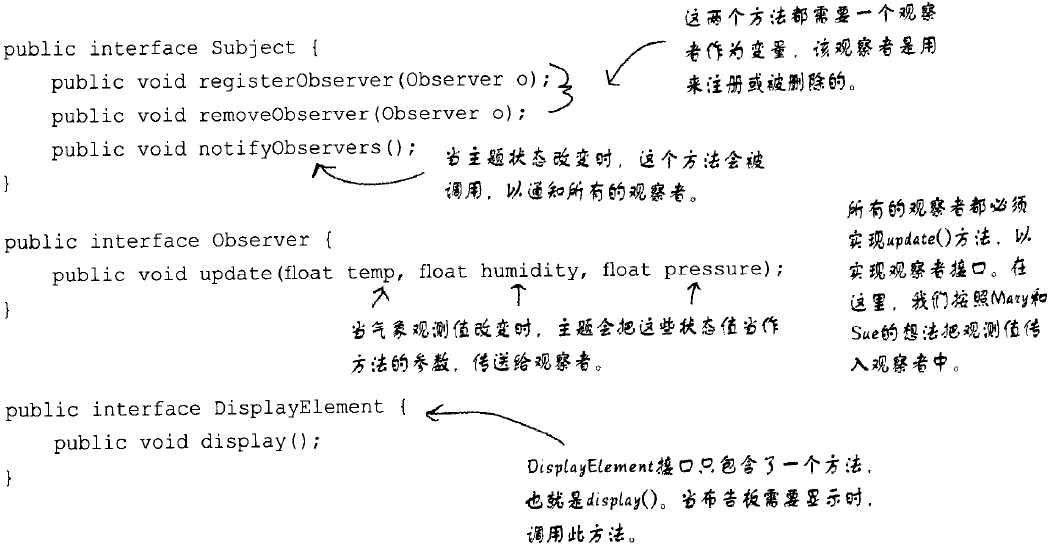 这两个方法都需要一个观察
者作为变量，该观察者是用
来注册或被删除的。
public interface Subject {
public void registerObserver(Observer o);
public void removeObserver(Observer o);
public void notifyObservers();
}
当主题状态改变时，这个方法会被
调用，以通知所有的观察者。
public interface Observer {
public void update(float temp, float humidity, float pressure);
}
当气象观测值改变时，主题会把这些状态值当作
方法的参数，传送给观察者。
所有的观察者都必须
实现update()方法，以
实现观察者接口。在
这里，我们按照Mary和
Sue的想法把观测值传
入观察者中。
public interface DisplayElement {
public void display();
}
DisplayElement接口只包含了一个方法，
也就是display()。当布告板需要显示时，
调用此方法。